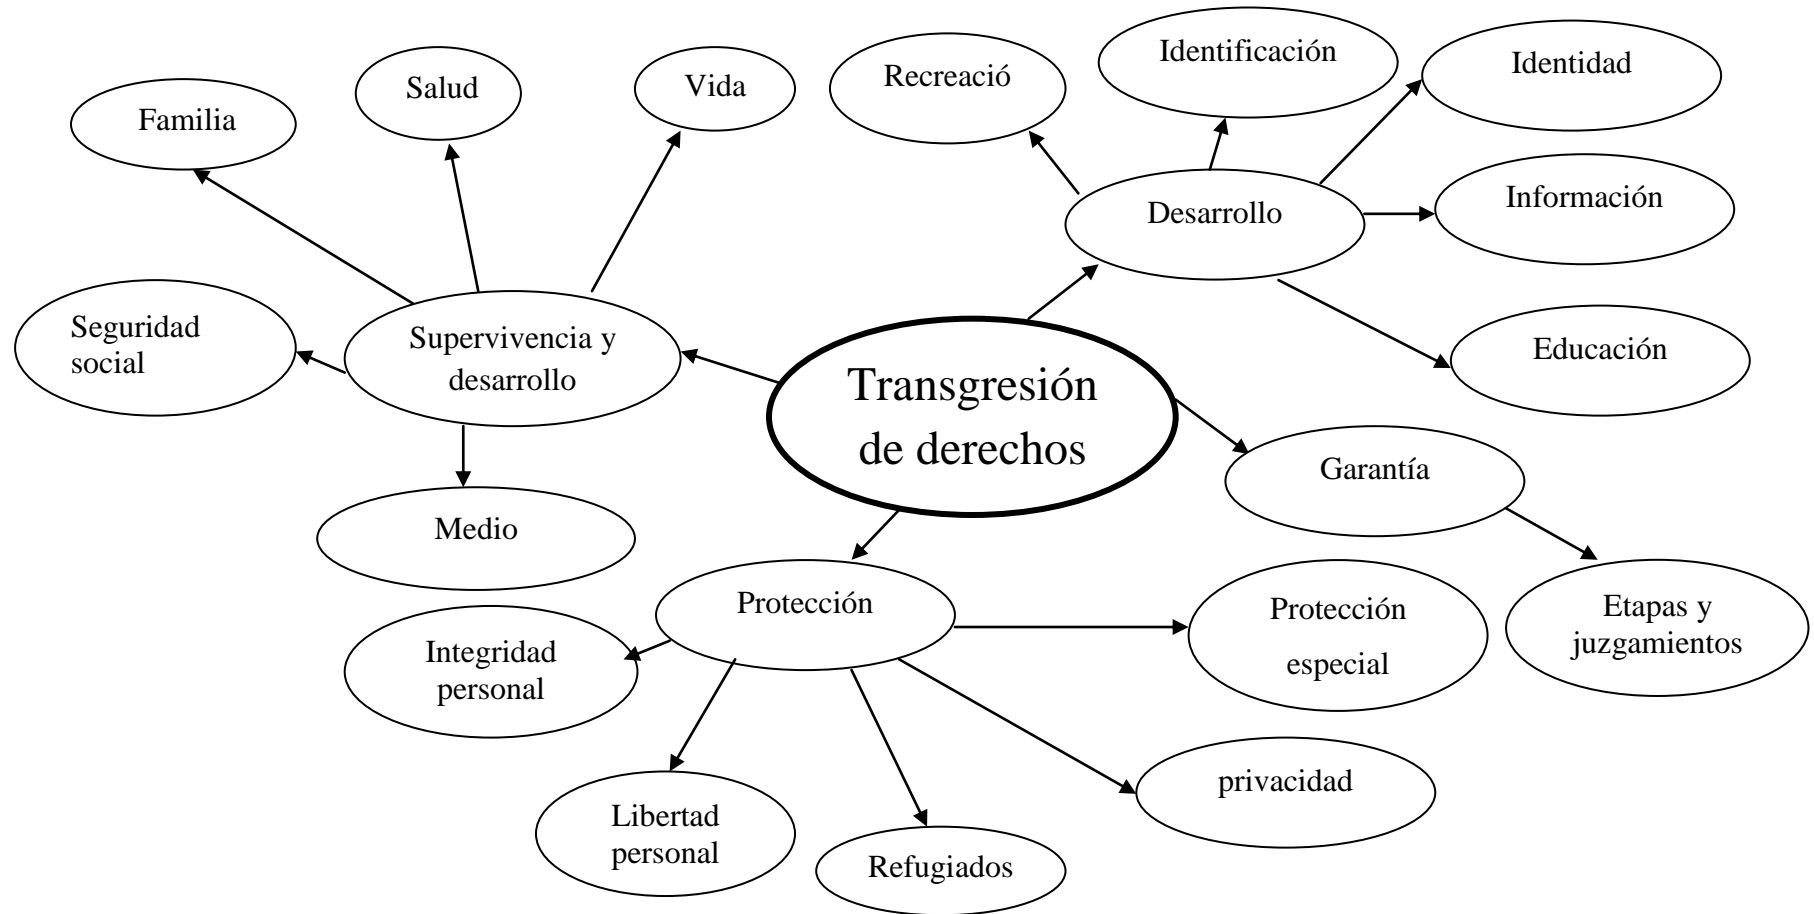 Identificación
Identidad
Recreació
Salud
Vida
Familia
Información
Desarrollo
Seguridad
social
Supervivencia y
desarrollo
Educación
Transgresión
de derechos
Garantía
Medio
Protección
Protección
especial
Etapas y
juzgamientos
Integridad
personal
privacidad
Libertad
personal
Refugiados